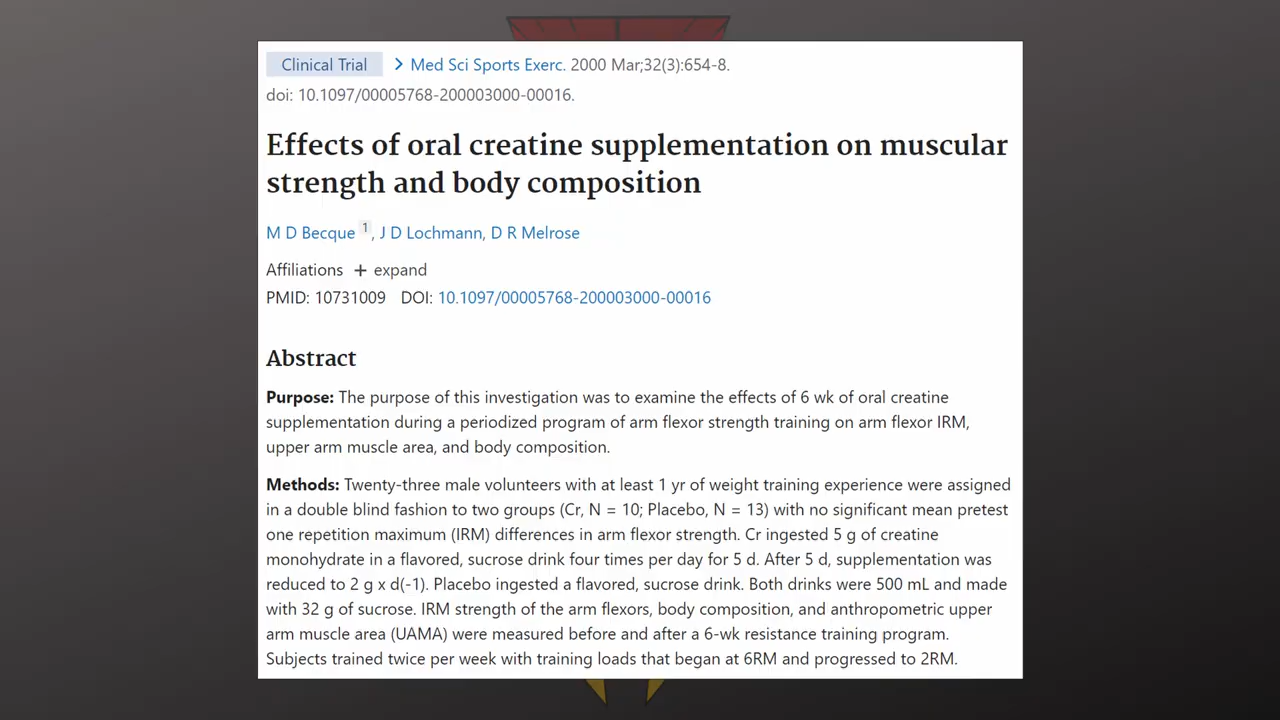 Clinical Trial > Med Sci Sports Exerc. 2000 Mar;32(3):654-8.
doi: 10.1097/00005768-200003000-00016.
Effects of oral creatine supplementation on muscular
strength and body composition
M D Becque 1, J D Lochmann, D R Melrose
Affiliations + expand
PMID: 10731009 DOI: 10.1097/00005768-200003000-00016
Abstract
Purpose: The purpose of this investigation was to examine the effects of 6 wk of oral creatine
supplementation during a periodized program of arm flexor strength training on arm flexor IRM,
upper arm muscle area, and body composition.
Methods: Twenty-three male volunteers with at least 1 yr of weight training experience were assigned
in a double blind fashion to two groups (Cr, N = 10; Placebo, N = 13) with no significant mean pretest
one repetition maximum (IRM) differences in arm flexor strength. Cr ingested 5 g of creatine
monohydrate in a flavored, sucrose drink four times per day for 5 d. After 5 d, supplementation was
reduced to 2 g x d(-1). Placebo ingested a flavored, sucrose drink. Both drinks were 500 mL and made
with 32 g of sucrose. IRM strength of the arm flexors, body composition, and anthropometric upper
arm muscle area (UAMA) were measured before and after a 6-wk resistance training program.
Subjects trained twice per week with training loads that began at 6RM and progressed to 2RM.